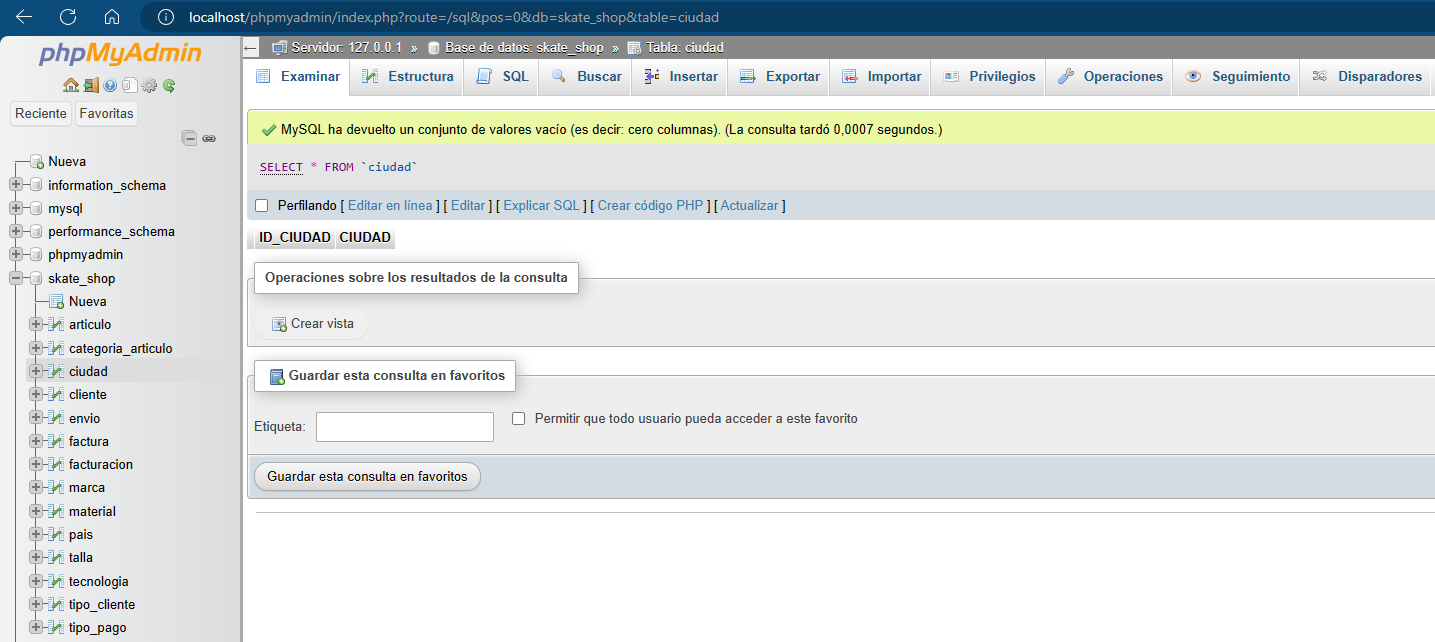 localhost/phpmyadmin/index.php?route=/sql&pos=0&db=skate_shop&table=ciudad
phpMyAdmin
Reciente Favoritas
Nueva
information_schema
mysql
performance_schema
phpmyadmin
skate_shop
Nueva
articulo
categoria_articulo
ciudad
cliente
envio
factura
facturacion
marca
material
pais
talla
tecnologia
tipo_cliente
tipo_pago
Servidor: 127.0.0.1 » Base de datos: skate_shop » Tabla: ciudad
Examinar Estructura SQL Buscar Insertar Exportar Importar Privilegios Operaciones Seguimiento Disparadores
MySQL ha devuelto un conjunto de valores vacío (es decir: cero columnas). (La consulta tardó 0,0007 segundos.)
SELECT * FROM `ciudad`
Perfilando [ Editar en línea ] [ Editar ] [ Explicar SQL ] [ Crear código PHP ] [ Actualizar ]
ID_CIUDAD CIUDAD
Operaciones sobre los resultados de la consulta
Crear vista
Guardar esta consulta en favoritos
Etiqueta: Permitir que todo usuario pueda acceder a este favorito
Guardar esta consulta en favoritos